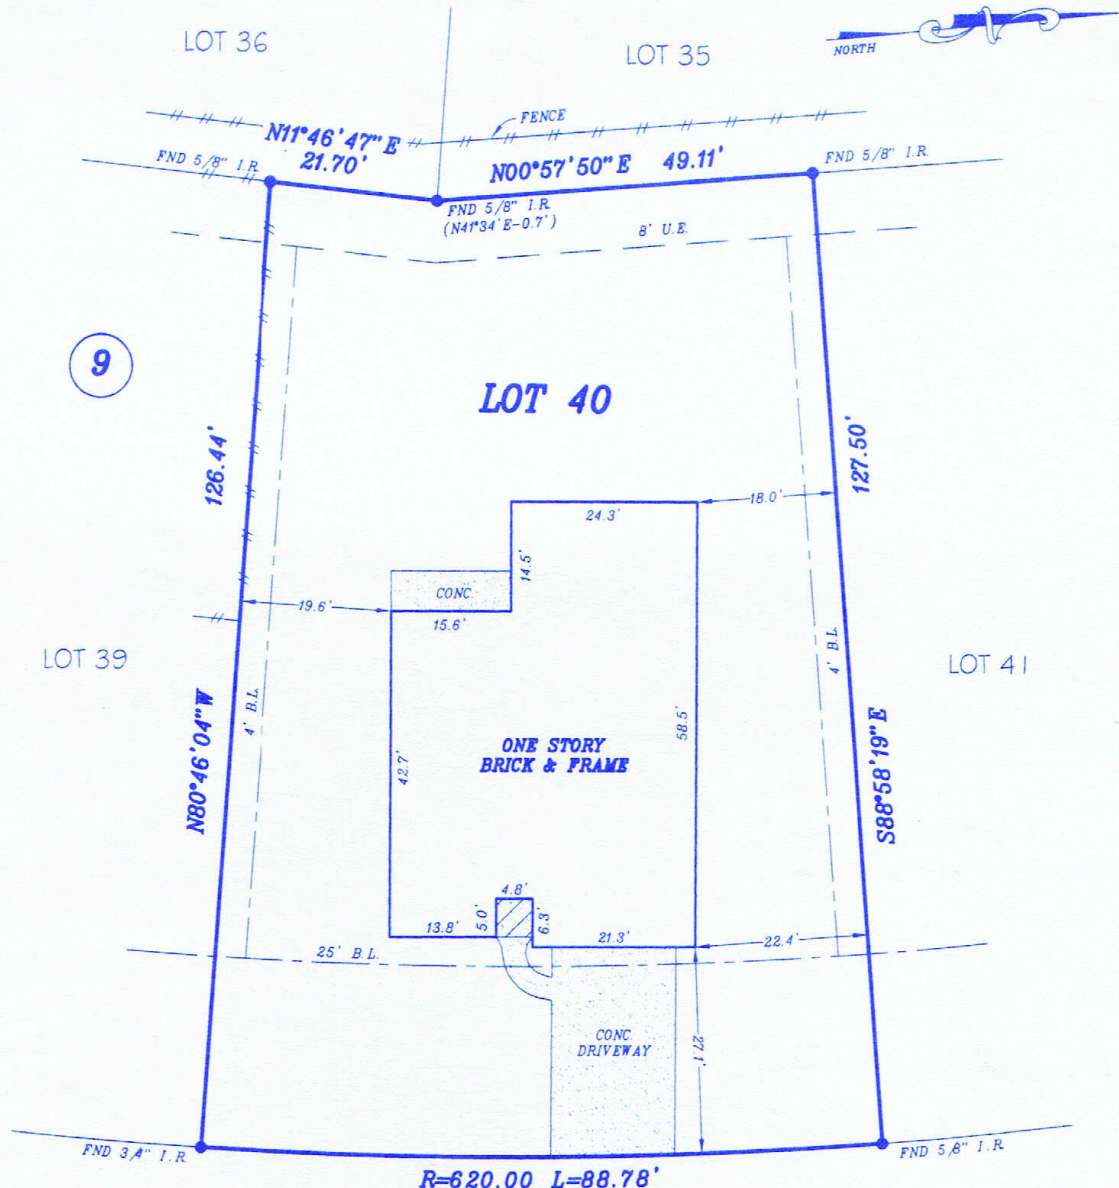 LOT 36
LOT 35
NORTH
FENCE
N11°46'47"E
21.70'
FND 5/8" I.R.
N00°57'50"E 49.11'
FND 5/8" I.R.
FND 5/8" I.R.
(N41°34'E-0.7')
8' U.E.
9
LOT 40
126.44'
127.50'
24.3'
18.0'
14.5'
CONC.
19.6'
15.6'
LOT 39
4' B.L.
4' B.L.
LOT 41
N80°46'04"W
42.7'
58.5'
ONE STORY
BRICK & FRAME
S88°58'19"E
4.8'
5.0'
6.3'
13.8'
21.3'
22.4'
25' B.L.
CONC.
DRIVEWAY
27.1'
FND 3/4" I.R.
FND 5/8" I.R.
R=620.00 L=88.78'